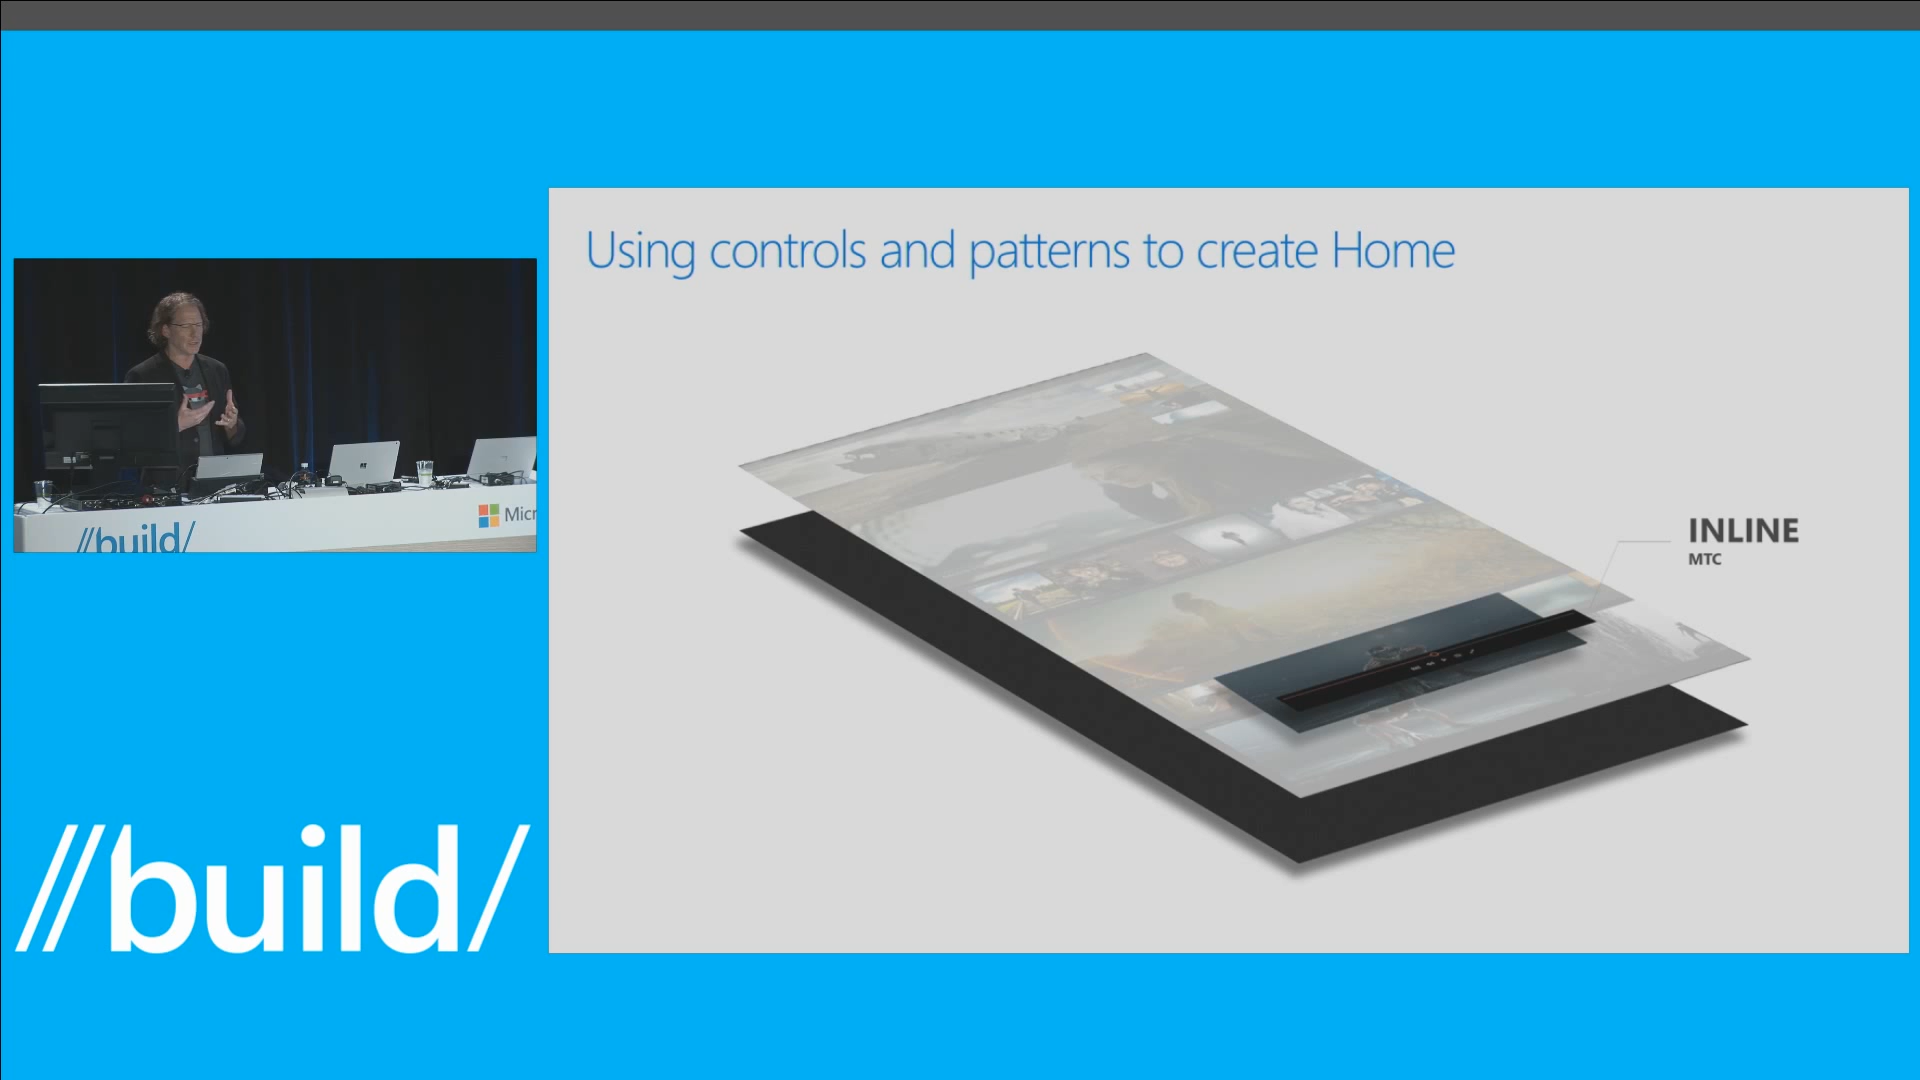 Using controls and patterns to create Home
INLINE
MTC
//build/
Micr
//build/